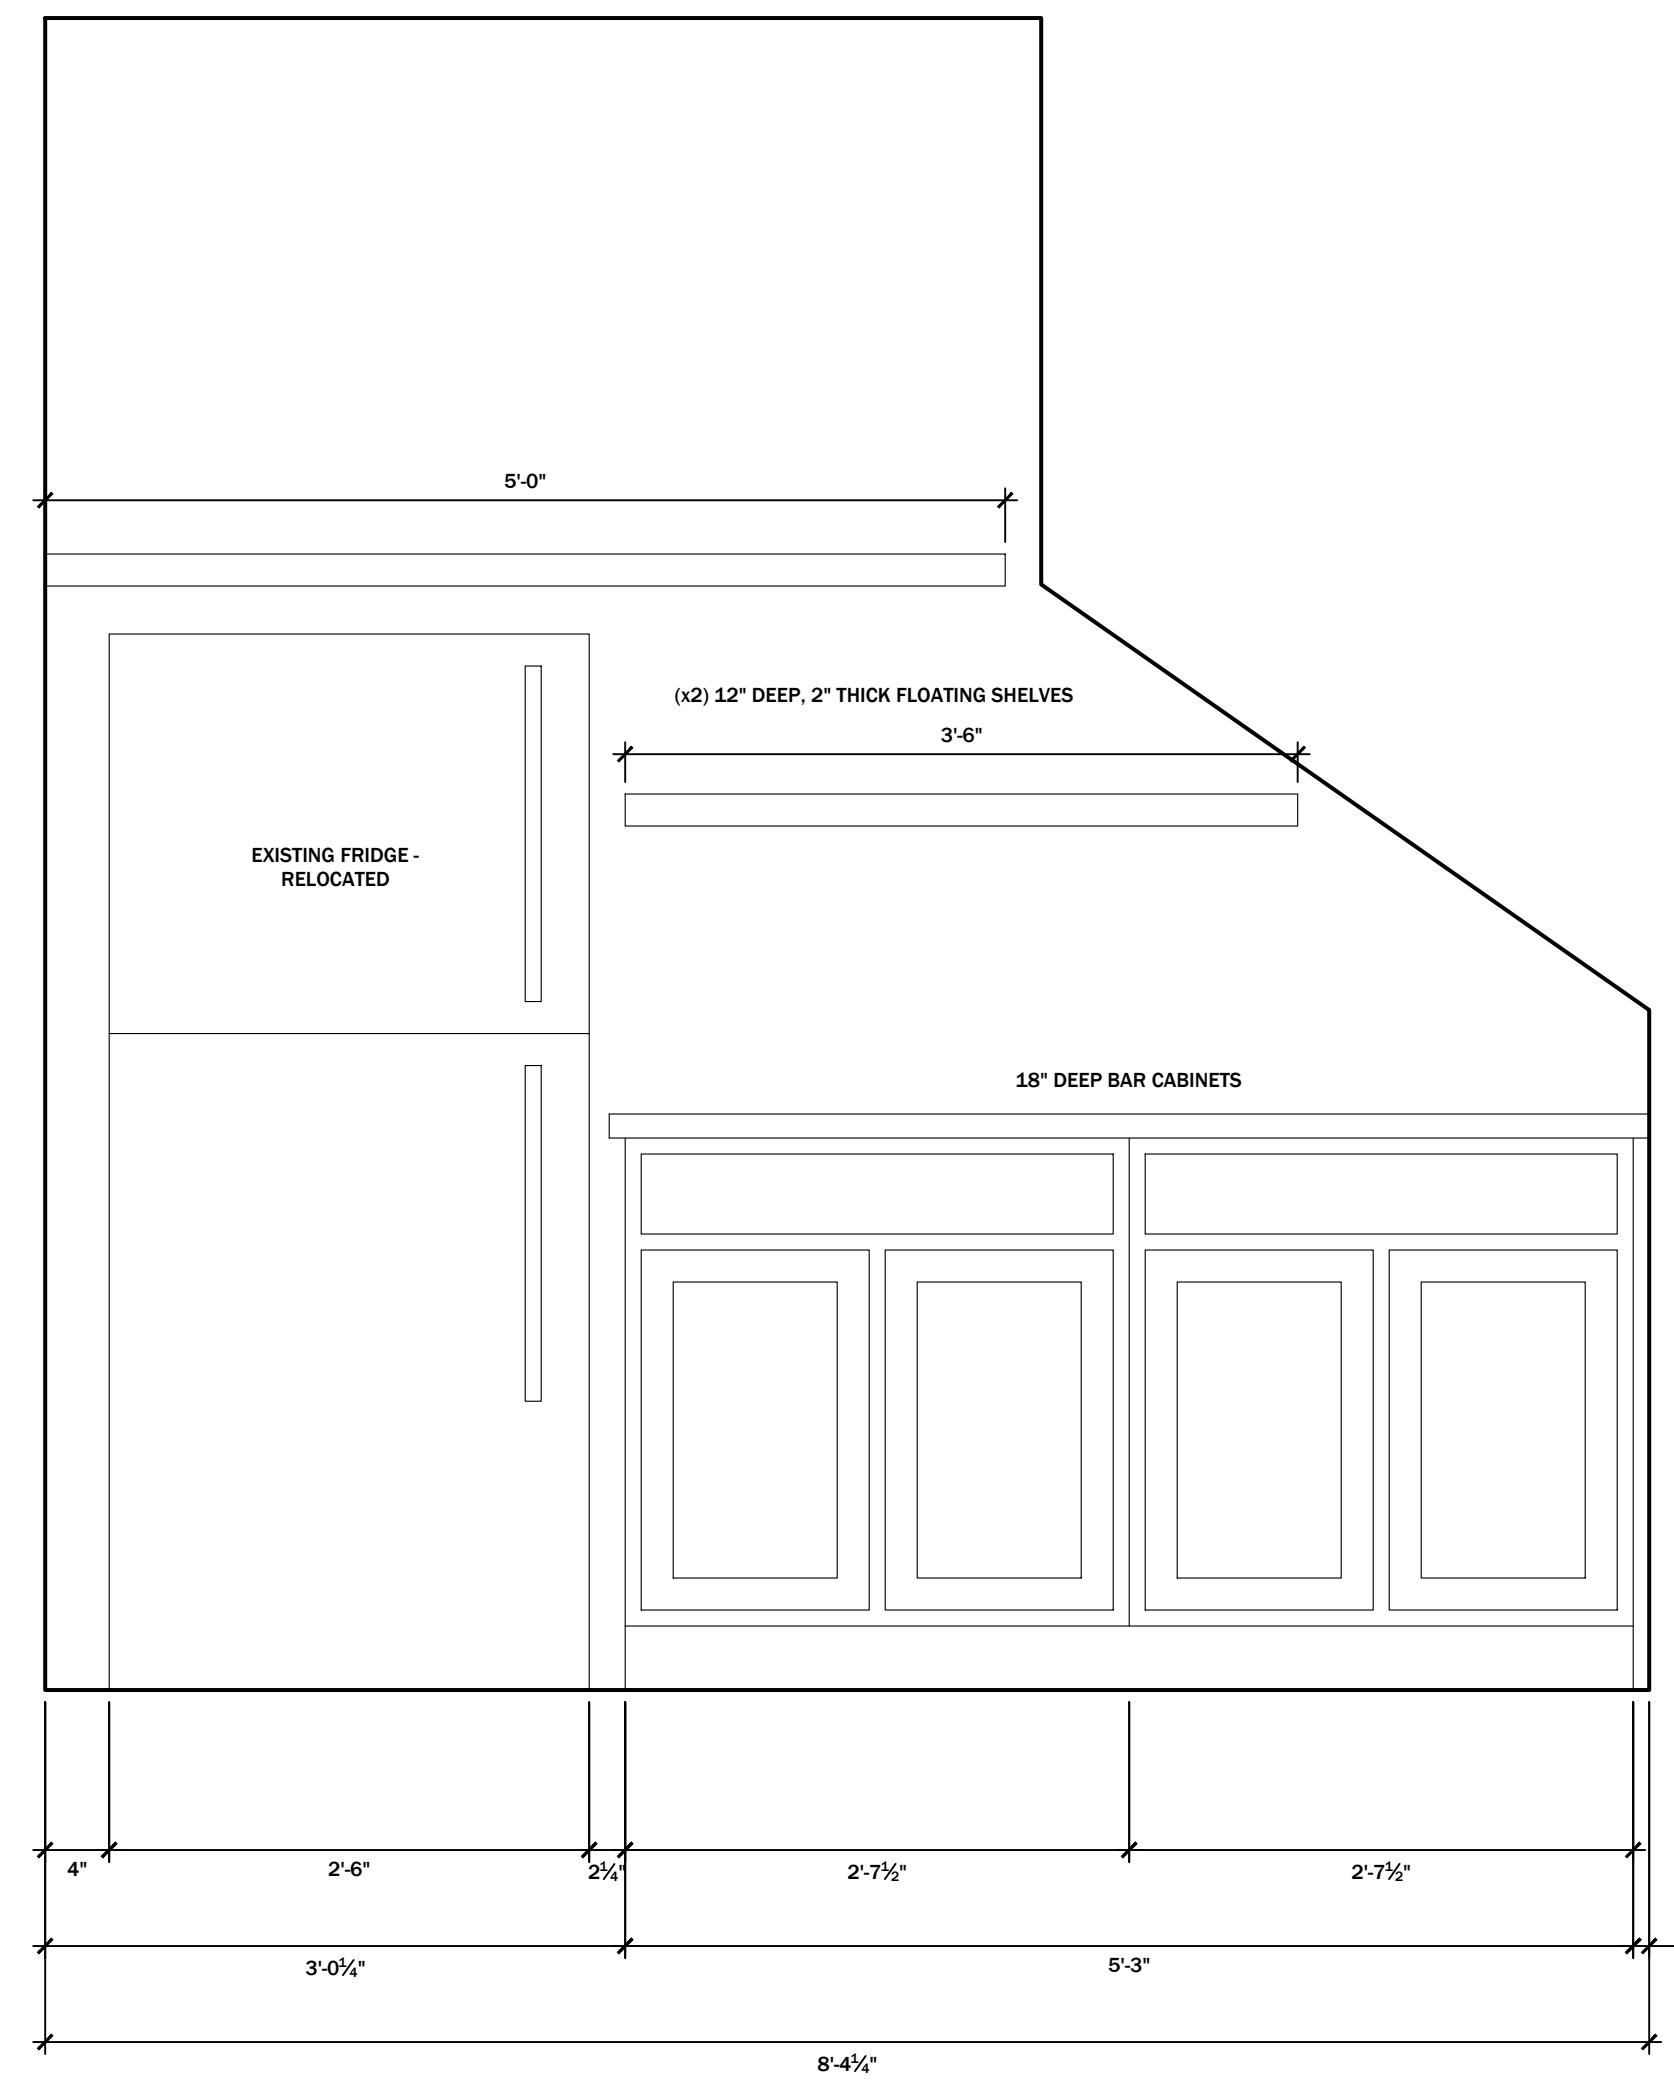 5'-0"
(x2) 12" DEEP, 2" THICK FLOATING SHELVES
3'-6"
EXISTING FRIDGE -
RELOCATED
18" DEEP BAR CABINETS
4"
2'-6"
2¼"
2'-7½"
2'-7½"
3'-0¼"
5'-3"
8'-4¼"